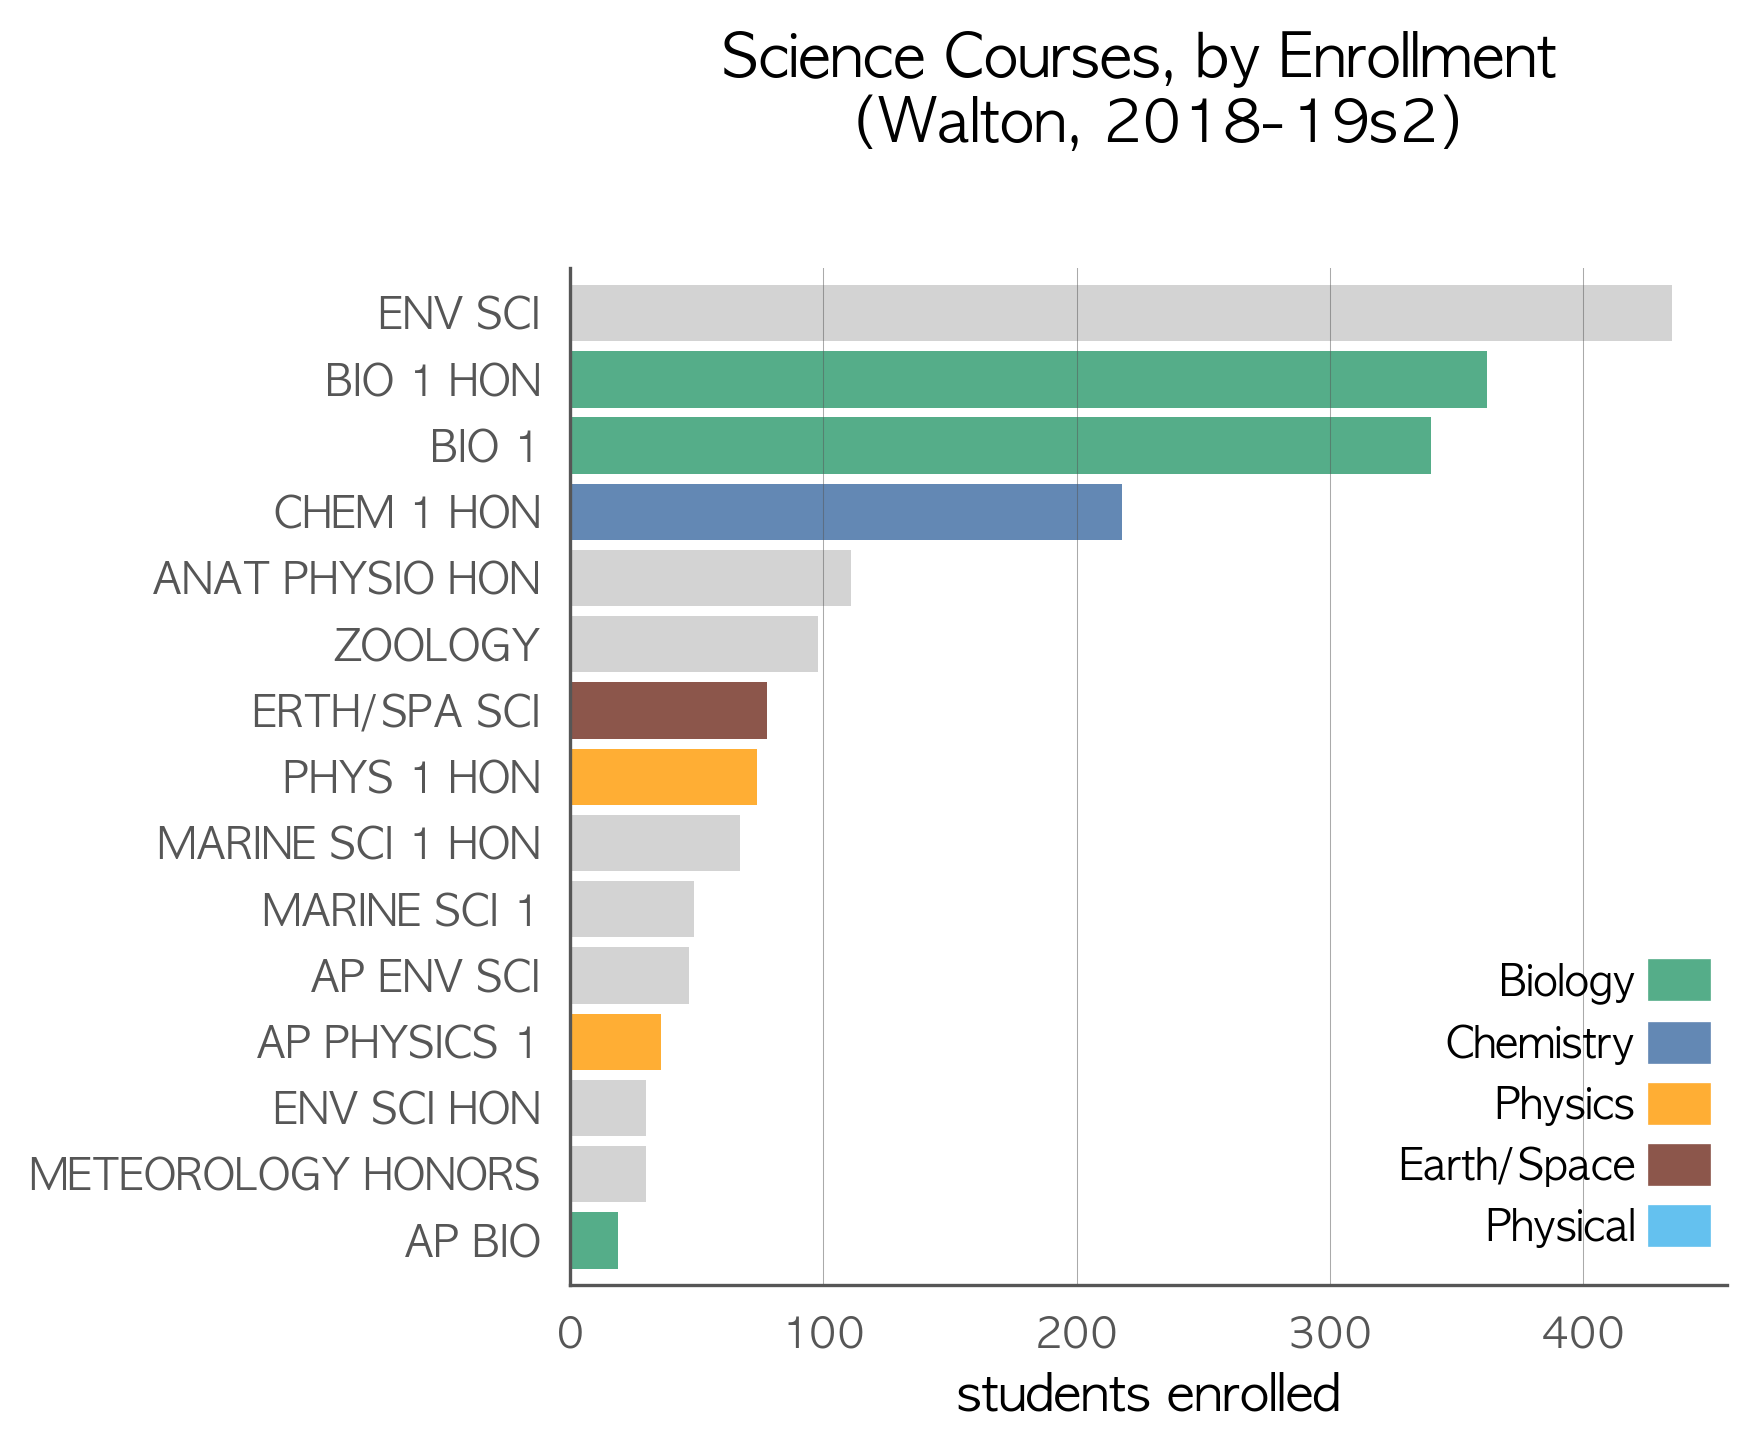 Science Courses, by Enrollment
(Walton, 2018-19s2)
ENV SCI
BIO 1 HON
BIO 1
CHEM 1 HON
ANAT PHYSIO HON
ZOOLOGY
ERTH/SPA SCI
PHYS 1 HON
MARINE SCI 1 HON
MARINE SCI 1
AP ENV SCI
AP PHYSICS 1
ENV SCI HON
METEOROLOGY HONORS
AP BIO
Biology
Chemistry
Physics
Earth/Space
Physical
0 100 200 300 400
students enrolled